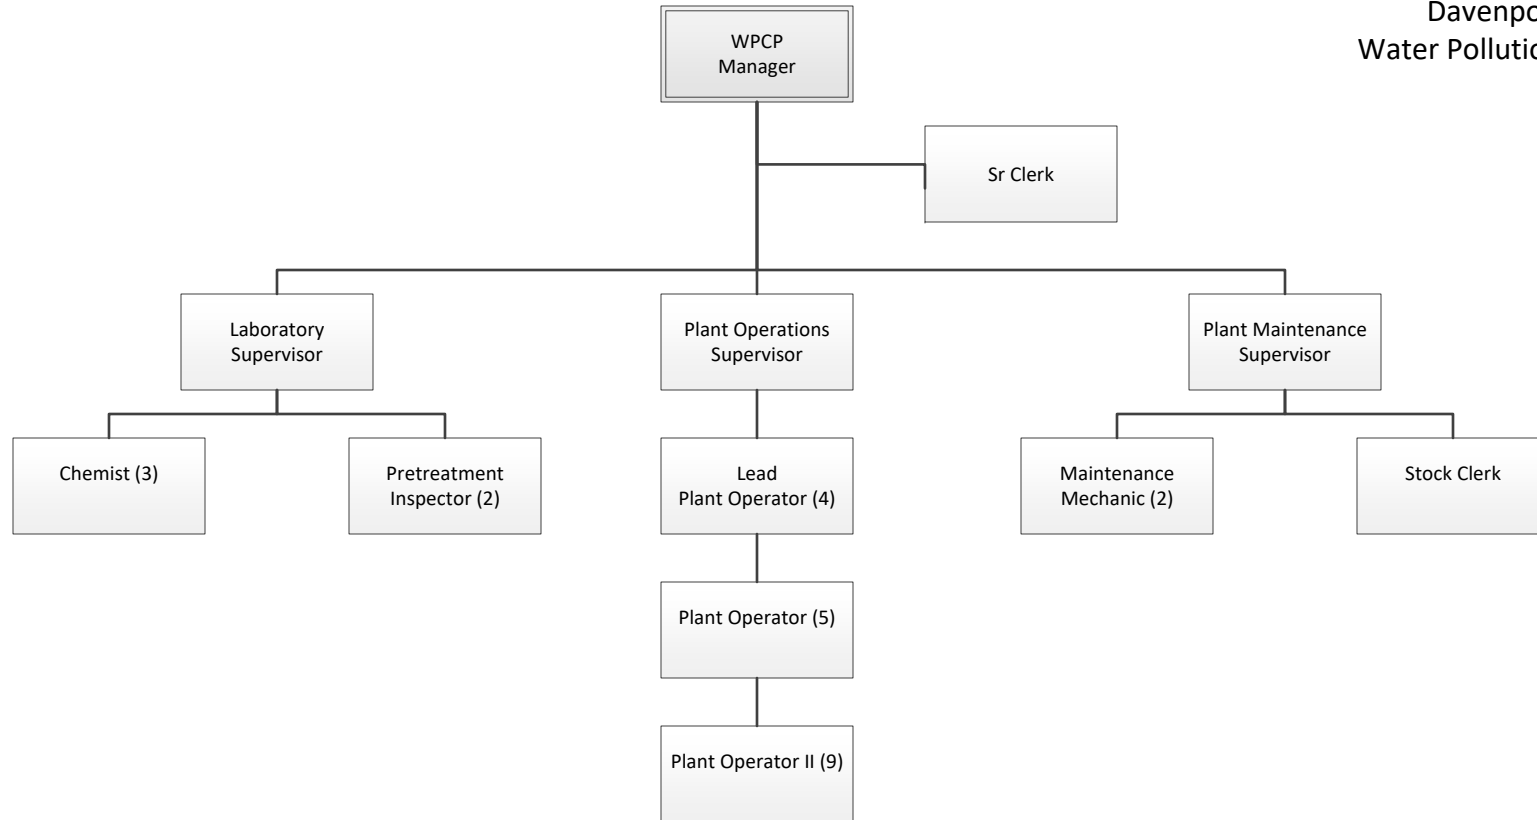 Davenpo
Water Pollutio
WPCP
Manager
Sr Clerk
Laboratory
Supervisor
Plant Operations
Supervisor
Plant Maintenance
Supervisor
Chemist (3)
Pretreatment
Inspector (2)
Lead
Plant Operator (4)
Maintenance
Mechanic (2)
Stock Clerk
Plant Operator (5)
Plant Operator II (9)